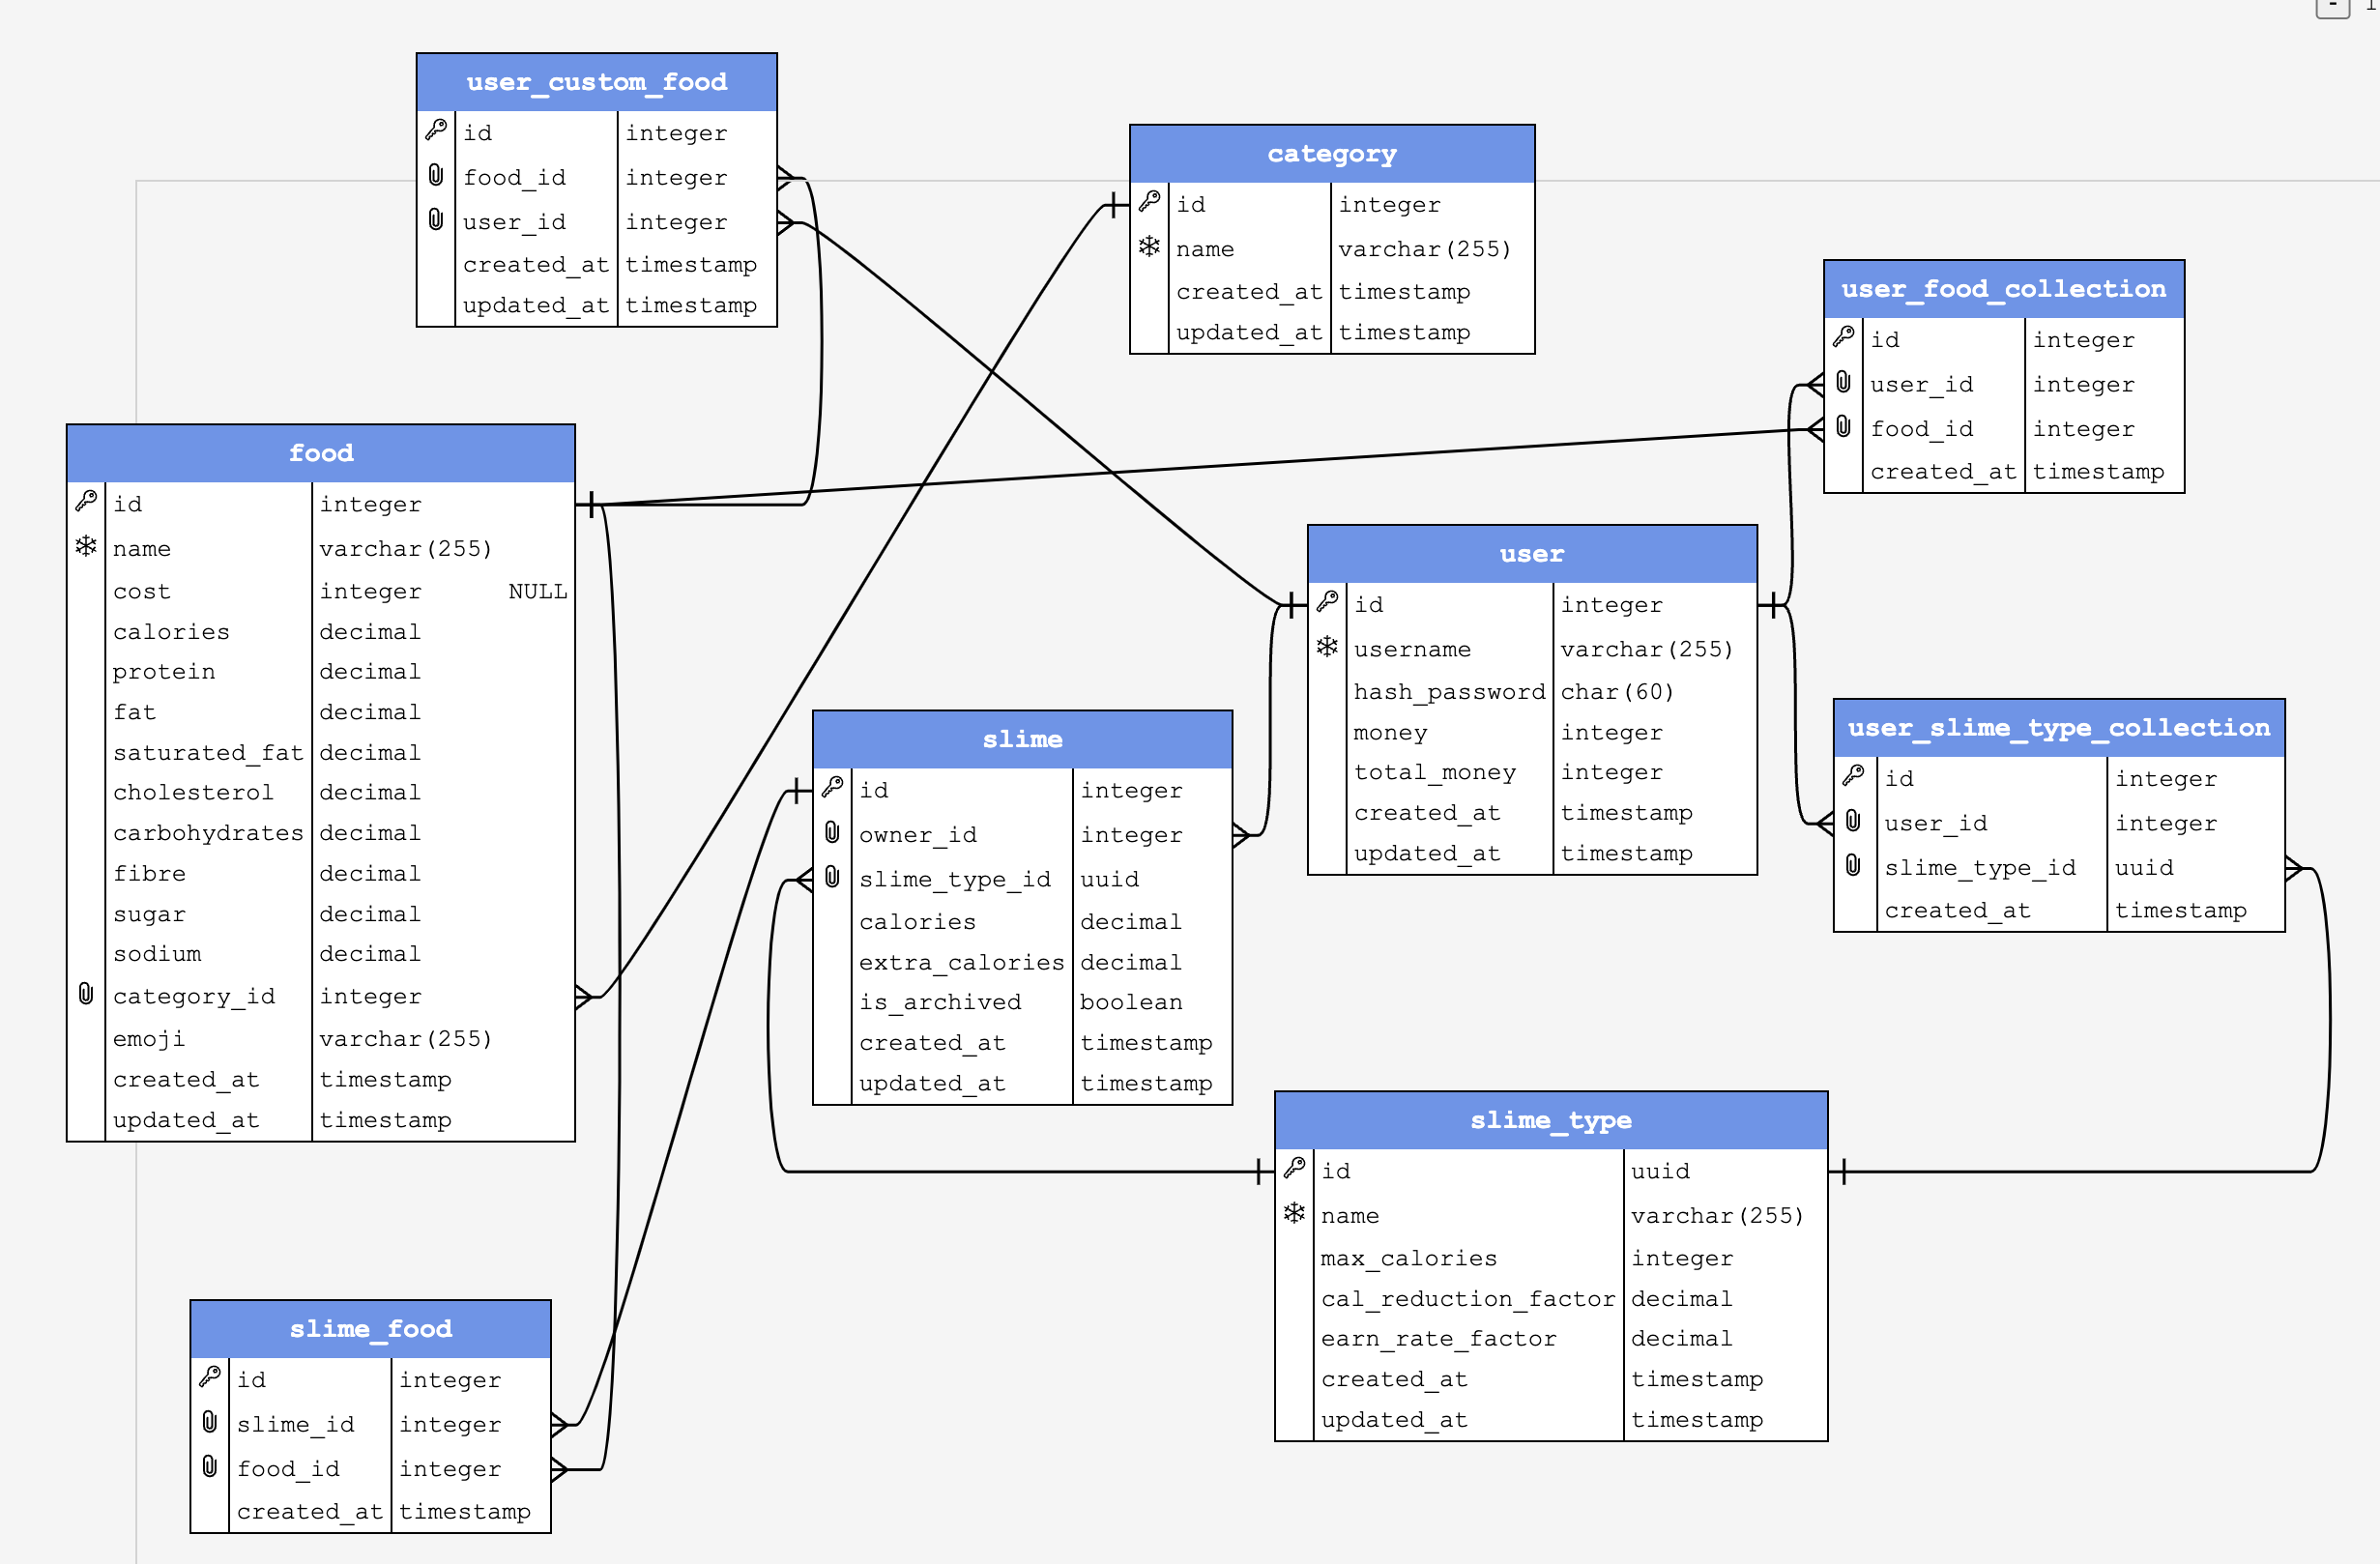 -
user_custom_food
id integer
food_id integer
user_id integer
created_at timestamp
updated_at timestamp
category
id integer
name varchar(255)
created_at timestamp
updated_at timestamp
user_food_collection
id integer
user_id integer
food_id integer
created_at timestamp
food
id integer
name varchar(255)
cost integer NULL
calories decimal
protein decimal
fat decimal
saturated_fat decimal
cholesterol decimal
carbohydrates decimal
fibre decimal
sugar decimal
sodium decimal
category_id integer
emoji varchar(255)
created_at timestamp
updated_at timestamp
user
id integer
username varchar(255)
hash_password char(60)
money integer
total_money integer
created_at timestamp
updated_at timestamp
slime
id integer
owner_id integer
slime_type_id uuid
calories decimal
extra_calories decimal
is_archived boolean
created_at timestamp
updated_at timestamp
user_slime_type_collection
id integer
user_id integer
slime_type_id uuid
created_at timestamp
slime_type
id uuid
name varchar(255)
max_calories integer
cal_reduction_factor decimal
earn_rate_factor decimal
created_at timestamp
updated_at timestamp
slime_food
id integer
slime_id integer
food_id integer
created_at timestamp